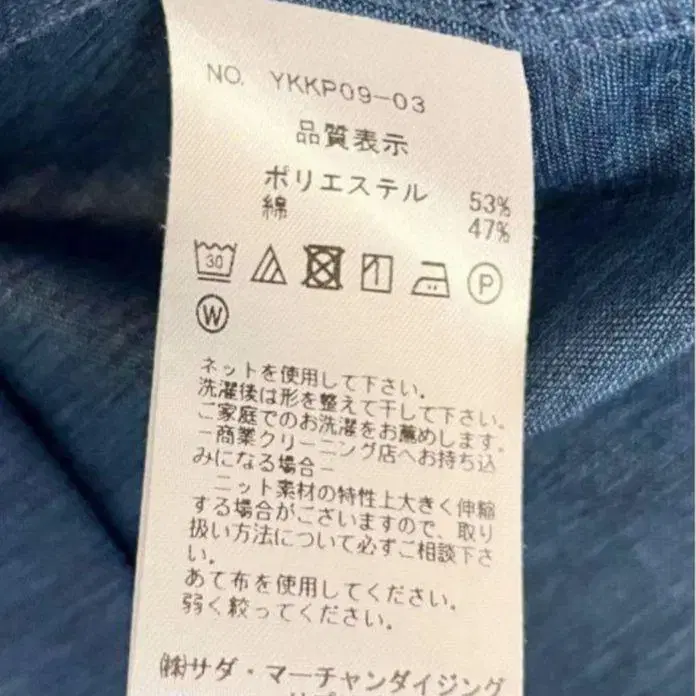 NO. YKKP09-03
品質表示
ポリエステル 53%
綿 47%
30 P
W
ネットを使用して下さい。
洗濯後は形を整えて干して下さい。
ご家庭でのお洗濯をお薦めします。
-商業クリーニング店へお持ち込
みになる場合-
ニット素材の特性上大きく伸縮
する場合がございますので、取り
扱い方法について必ずご相談下さ
い。
あて布を使用してください。
弱く絞ってください。
(株)サダ・マーチャンダイジング